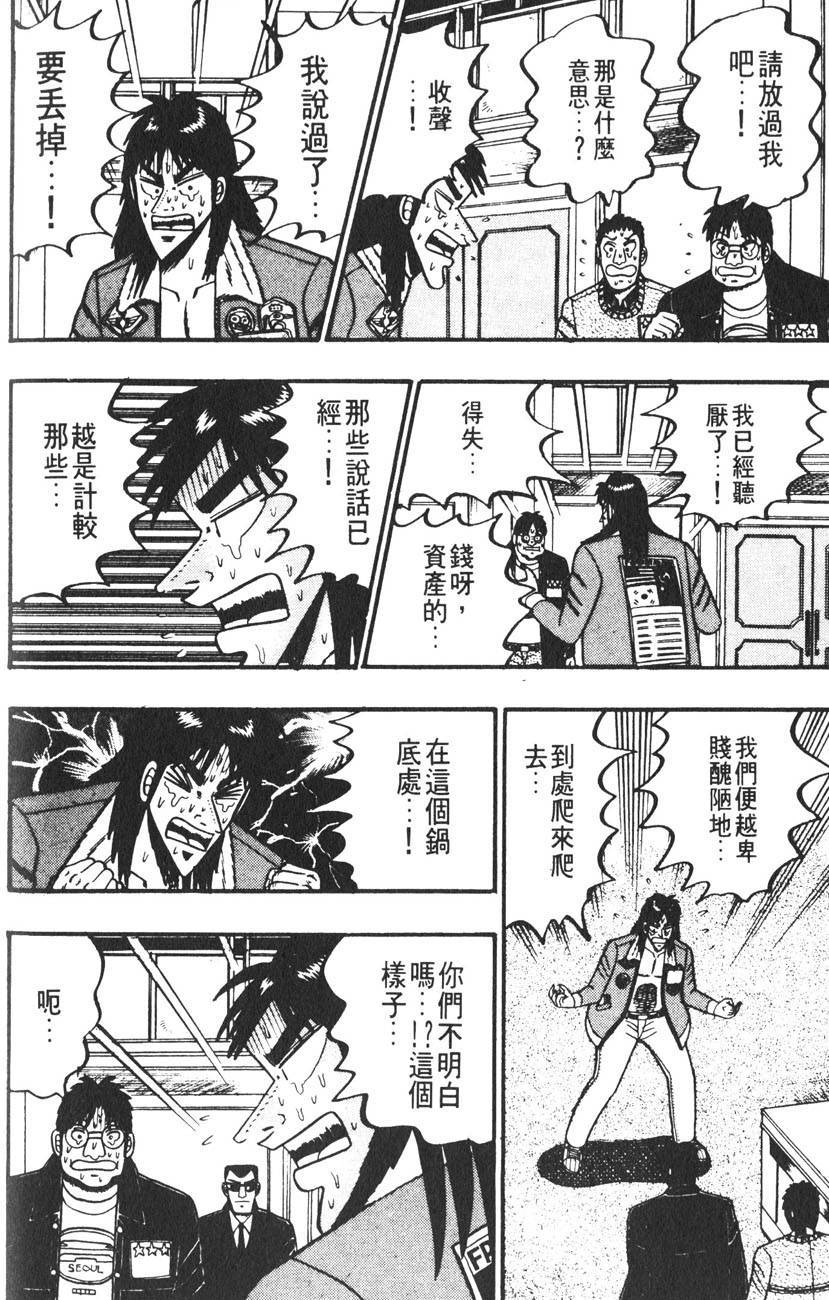 請放過我
吧…!
那是什麼
意思…?
收聲
…!
我說過了…
要丟掉…!
我已經聽
厭了…!
錢呀,
資產的…
得失…
那些說話已
經…!
越是計較
那些…
我們便越卑
賤醜陋地…
到處爬來爬
去…
在這個鍋
底處…!
你們不明白
嗎…?!這個
樣子…
呃…
SEOUL